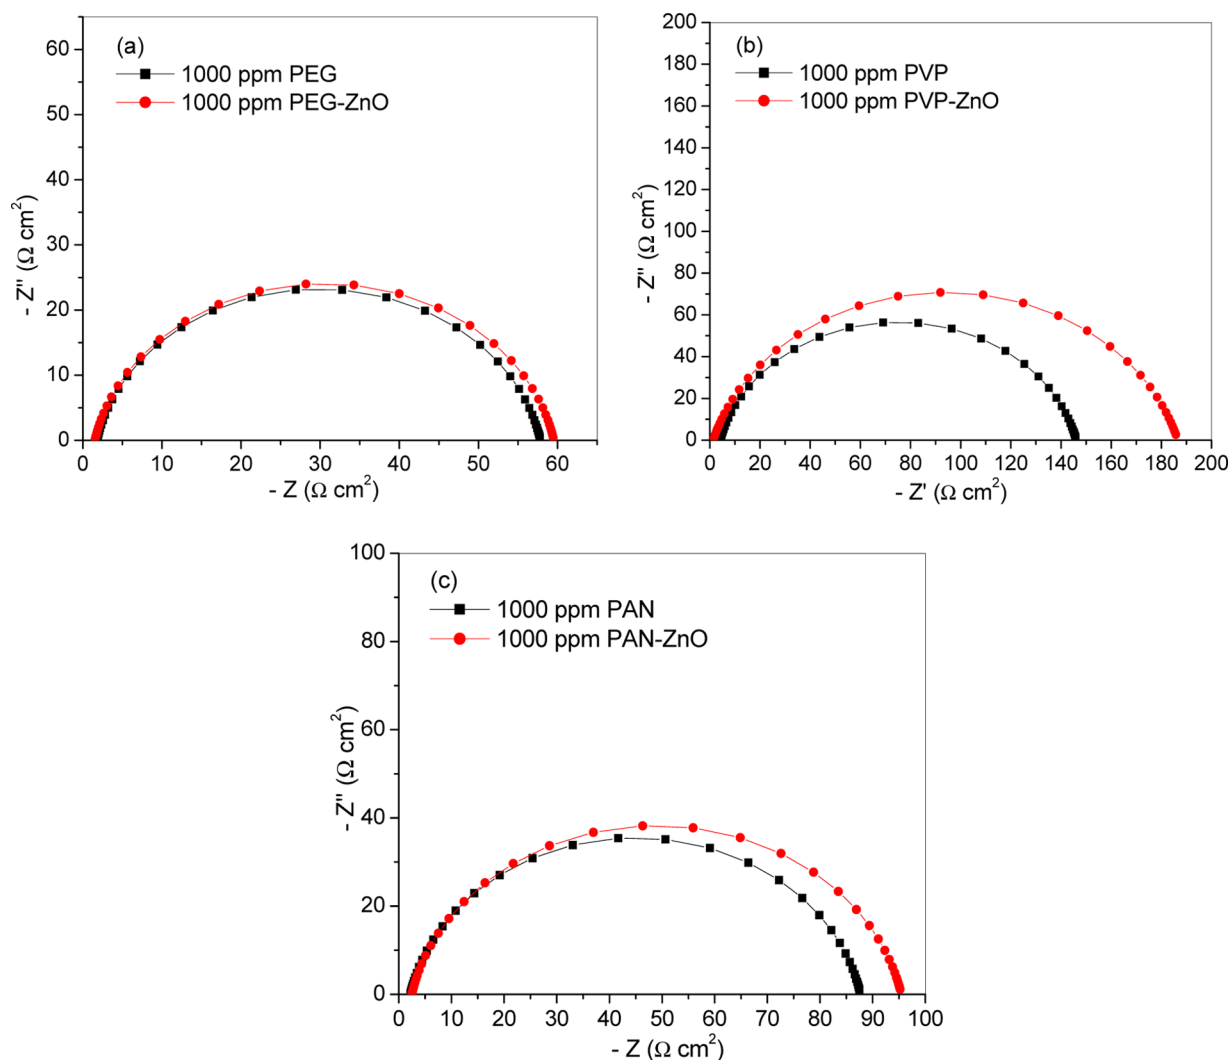 (a)
1000 ppm PEG
1000 ppm PEG-ZnO
60
50
40
30
20
10
0
- Z" (Ω cm²)
0 10 20 30 40 50 60
- Z (Ω cm²)
(b)
1000 ppm PVP
1000 ppm PVP-ZnO
200
180
160
140
120
100
80
60
40
20
0
- Z" (Ω cm²)
0 20 40 60 80 100 120 140 160 180 200
- Z' (Ω cm²)
(c)
1000 ppm PAN
1000 ppm PAN-ZnO
100
80
60
40
20
0
- Z" (Ω cm²)
0 10 20 30 40 50 60 70 80 90 100
- Z (Ω cm²)